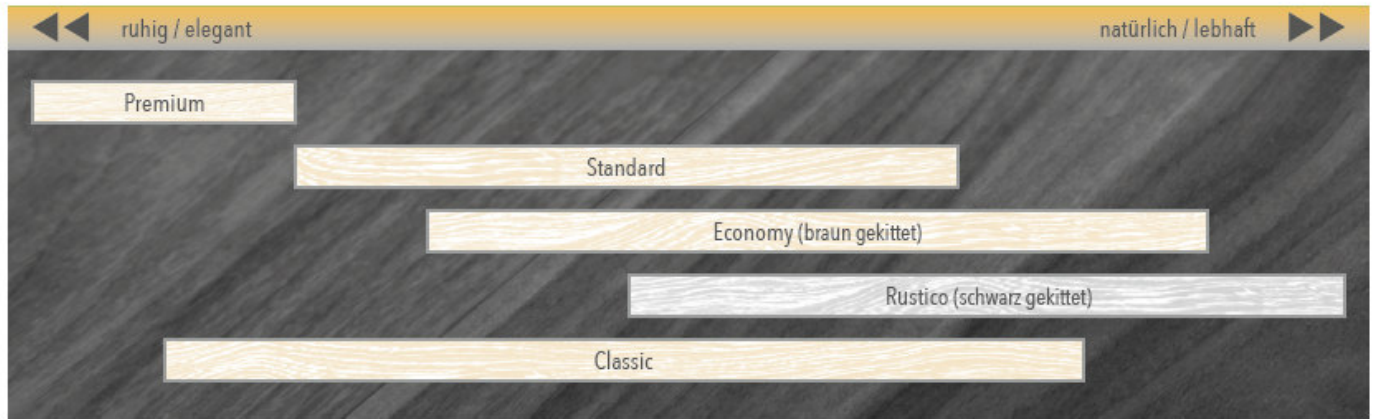 ruhig / elegant natürlich / lebhaft
Premium
Standard
Economy (braun gekittet)
Rustico (schwarz gekittet)
Classic